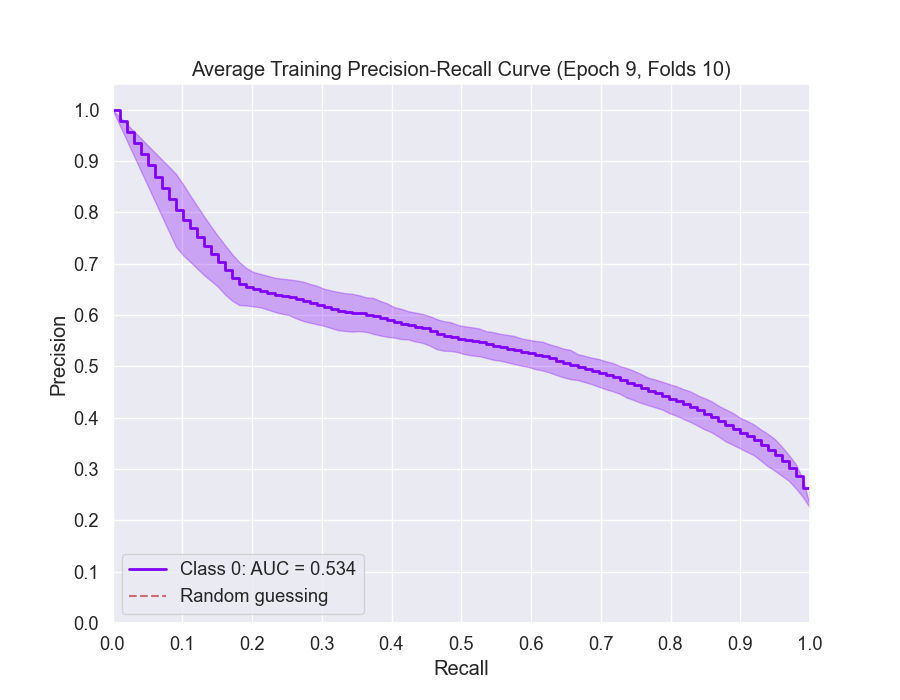 Average Training Precision-Recall Curve (Epoch 9, Folds 10)
1.0
0.9
0.8
0.7
0.6
0.5
0.4
0.3
0.2
0.1
0.0
Precision
Class 0: AUC = 0.534
Random guessing
0.0 0.1 0.2 0.3 0.4 0.5 0.6 0.7 0.8 0.9 1.0
Recall